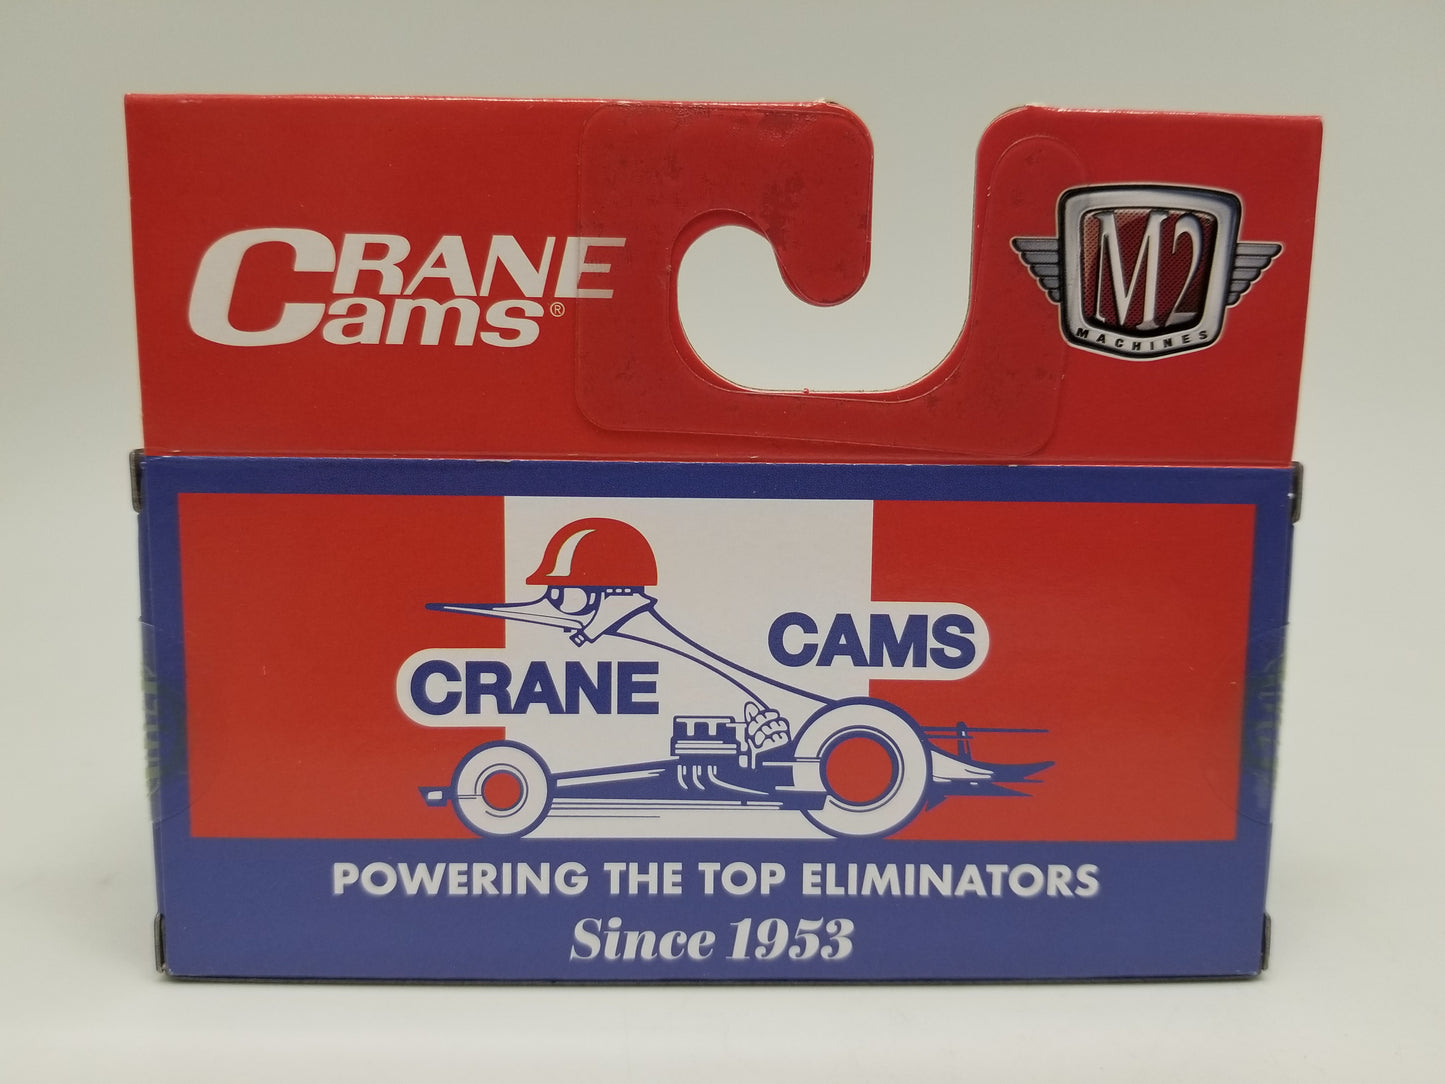 CRANE
Cams®
M2
MACHINES
CAMS
CRANE
POWERING THE TOP ELIMINATORS
Since 1953